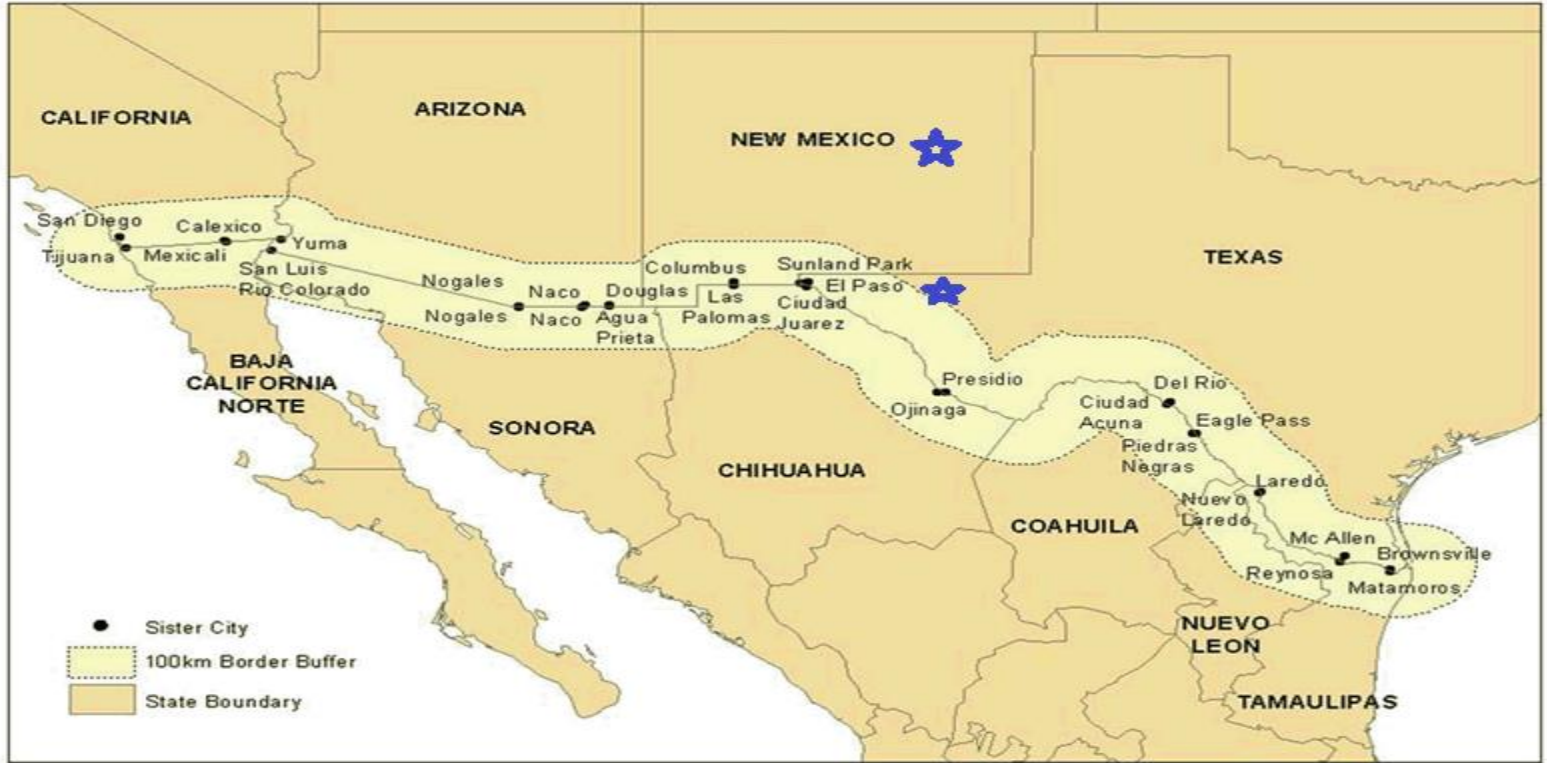 CALIFORNIA
ARIZONA
NEW MEXICO
TEXAS
San Diego
Calexico
Yuma
Tijuana
Mexicali
San Luis
Rio Colorado
Nogales
Nogales
Naco
Naco
Douglas
Agua
Prieta
Columbus
Las
Palomas
Sunland Park
El Paso
Ciudad
Juarez
Presidio
Ojinaga
Del Rio
Ciudad
Acuna
Eagle Pass
Piedras
Negras
Laredo
Nuevo
Laredo
Mc Allen
Brownsville
Reynosa
Matamoros
BAJA
CALIFORNIA
NORTE
SONORA
CHIHUAHUA
COAHUILA
NUEVO
LEON
TAMAULIPAS
Sister City
100km Border Buffer
State Boundary